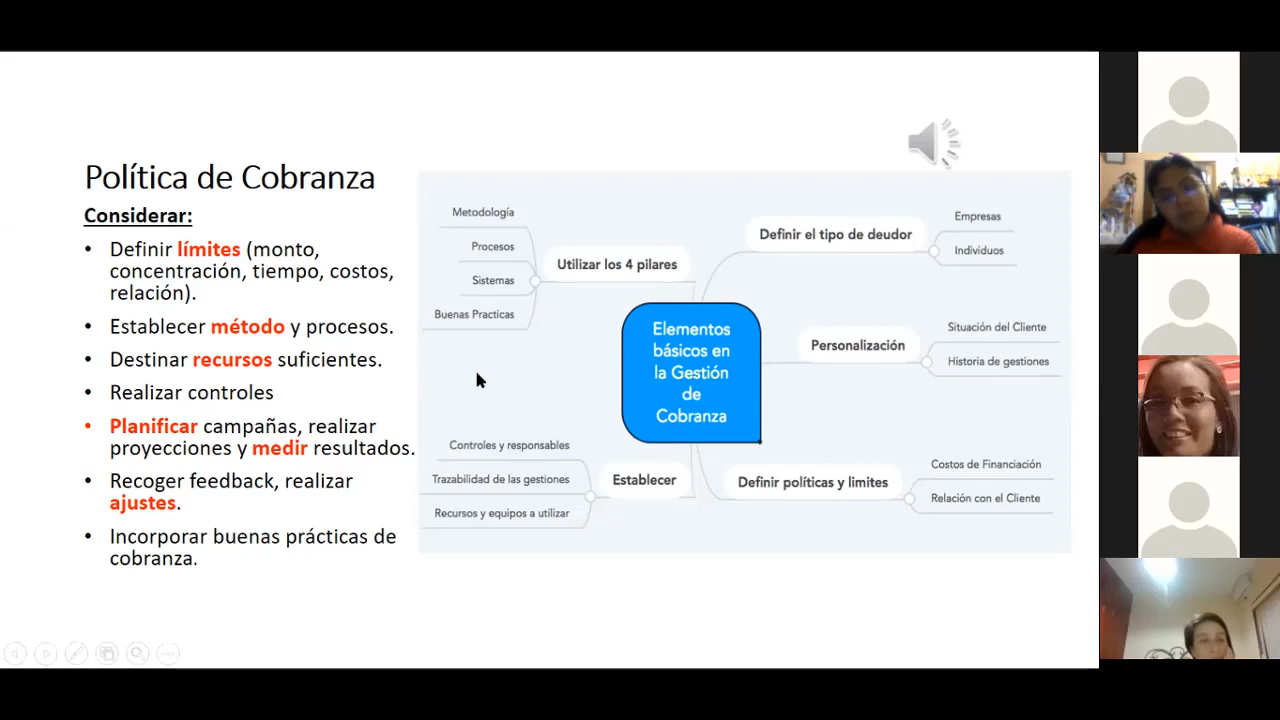 Política de Cobranza
Considerar:
• Definir límites (monto,
concentración, tiempo, costos,
relación).
• Establecer método y procesos.
• Destinar recursos suficientes.
• Realizar controles
• Planificar campañas, realizar
proyecciones y medir resultados.
• Recoger feedback, realizar
ajustes.
• Incorporar buenas prácticas de
cobranza.
Metodología
Procesos
Sistemas
Buenas Practicas
Utilizar los 4 pilares
Definir el tipo de deudor
Empresas
Individuos
Elementos
básicos en
la Gestión
de
Cobranza
Personalización
Situación del Cliente
Historia de gestiones
Controles y responsables
Trazabilidad de las gestiones
Recursos y equipos a utilizar
Establecer
Definir políticas y limites
Costos de Financiación
Relación con el Cliente